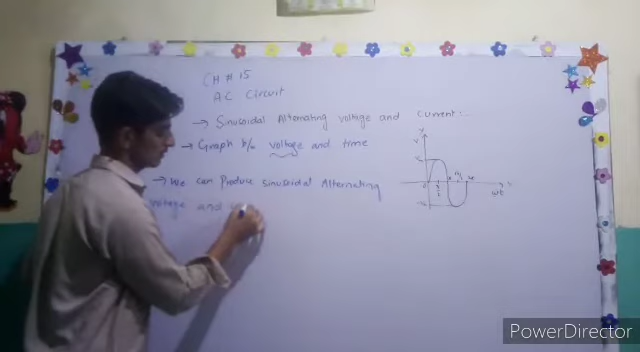 CH # 15
AC Circuit
→ Sinusoidal Alternating voltage and current:-
→ Graph b/w voltage and time
→ We can Produce sinusoidal Alternating
voltage and
V
ωt
PowerDirector